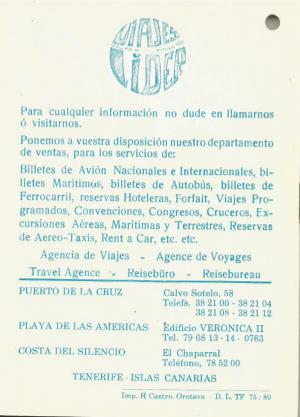 VIAJES
LIDER
Para cualquier información no dude en llamarnos
ó visitarnos.
Ponemos a vuestra disposición nuestro departamento
de ventas, para los servicios de:
Billetes de Avión Nacionales e Internacionales, bi-
lletes Maritimos, billetes de Autobús, billetes de
Ferrocarril, reservas Hoteleras, Forfait, Viajes Pro-
gramados, Convenciones, Congresos, Cruceros, Ex-
cursiones Aéreas, Maritimas y Terrestres, Reservas
de Aereo-Taxis, Rent a Car, etc. etc.
Agencia de Viajes - Agence de Voyages
Travel Agence - Reisebüro - Reisebureau
PUERTO DE LA CRUZ Calvo Sotelo, 58
Teléfs. 38 21 00 - 38 21 04
38 21 08 - 38 21 12
PLAYA DE LAS AMERICAS Edificio VERONICA II
Tel. 79 08 13 - 14 - 0763
COSTA DEL SILENCIO El Chaparral
Teléfono, 78 52 00
TENERIFE - ISLAS CANARIAS
Imp. H Castro. Orotava - D. L. TF 75 / 80